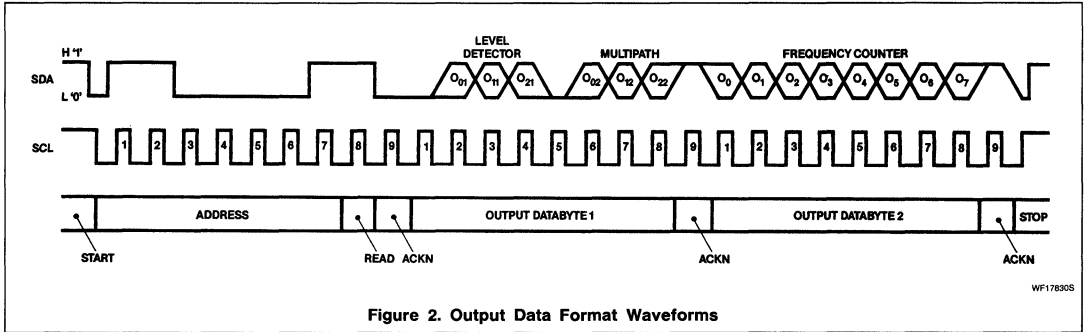 LEVEL
DETECTOR
MULTIPATH
FREQUENCY COUNTER
H '1'
SDA
L '0'
O01 O11 O21 O02 O12 O22 O0 O1 O2 O3 O4 O5 O6 O7
SCL
1 2 3 4 5 6 7 8 9 1 2 3 4 5 6 7 8 9 1 2 3 4 5 6 7 8 9
ADDRESS
OUTPUT DATABYTE 1
OUTPUT DATABYTE 2
STOP
START
READ ACKN
ACKN
ACKN
WF17830S
Figure 2. Output Data Format Waveforms